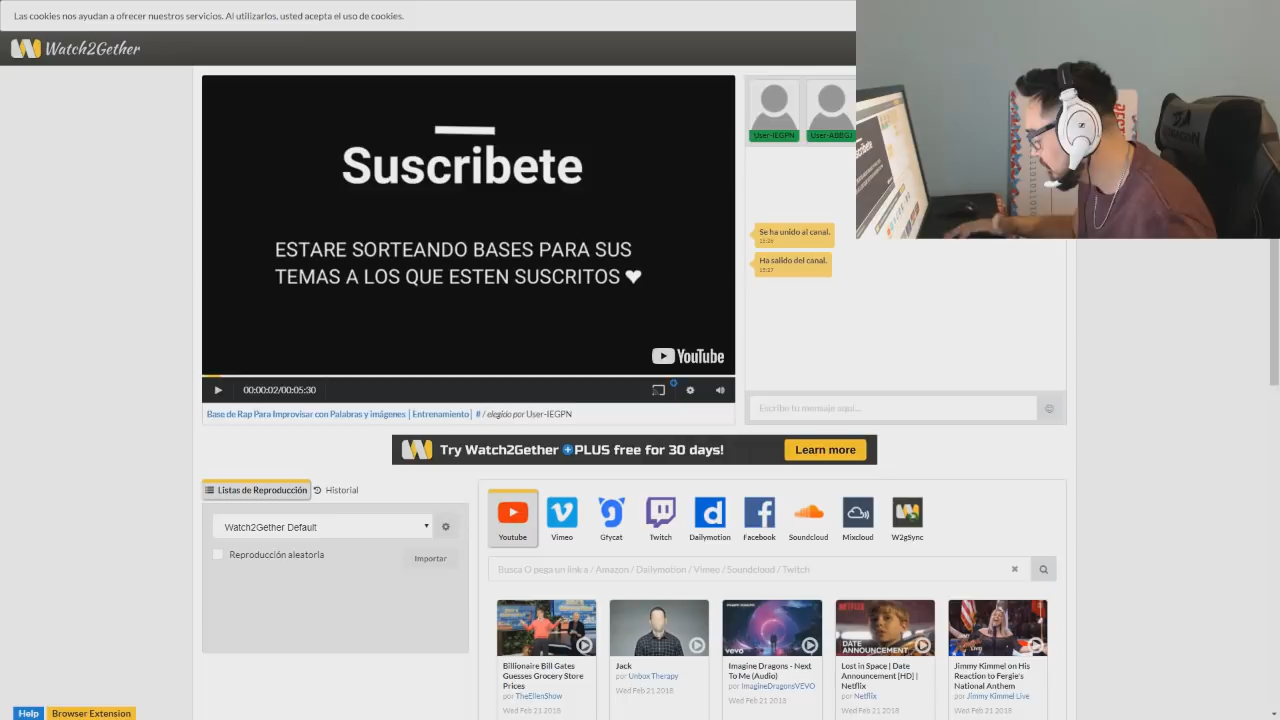 Las cookies nos ayudan a ofrecer nuestros servicios. Al utilizarlos, usted acepta el uso de cookies.
Watch2Gether
Suscribete
ESTARE SORTEANDO BASES PARA SUS
TEMAS A LOS QUE ESTEN SUSCRITOS ❤
YouTube
00:00:02/00:05:30
Base de Rap Para Improvisar con Palabras y imágenes | Entrenamiento| # / elegido por User-IEGPN
User-IEGPN
User-ABBGJ
Se ha unido al canal.
15:26
Ha salido del canal.
15:27
Escribe tu mensaje aquí...
Try Watch2Gether PLUS free for 30 days!
Learn more
Listas de Reproducción
Historial
Watch2Gether Default
Reproducción aleatoria
Importar
Youtube
Vimeo
Gfycat
Twitch
Dailymotion
Facebook
Soundcloud
Mixcloud
W2gSync
Busca O pega un link a / Amazon / Dailymotion / Vimeo / Soundcloud / Twitch
Billionaire Bill Gates
Guesses Grocery Store
Prices
por TheEllenShow
Wed Feb 21 2018
Jack
por Unbox Therapy
Wed Feb 21 2018
vevo
Imagine Dragons - Next
To Me (Audio)
por ImagineDragonsVEVO
Wed Feb 21 2018
NETFLIX
DATE
ANNOUNCEMENT
Lost in Space | Date
Announcement [HD] |
Netflix
por Netflix
Wed Feb 21 2018
Jimmy Kimmel on His
Reaction to Fergie's
National Anthem
por Jimmy Kimmel Live
Wed Feb 21 2018
Help
Browser Extension